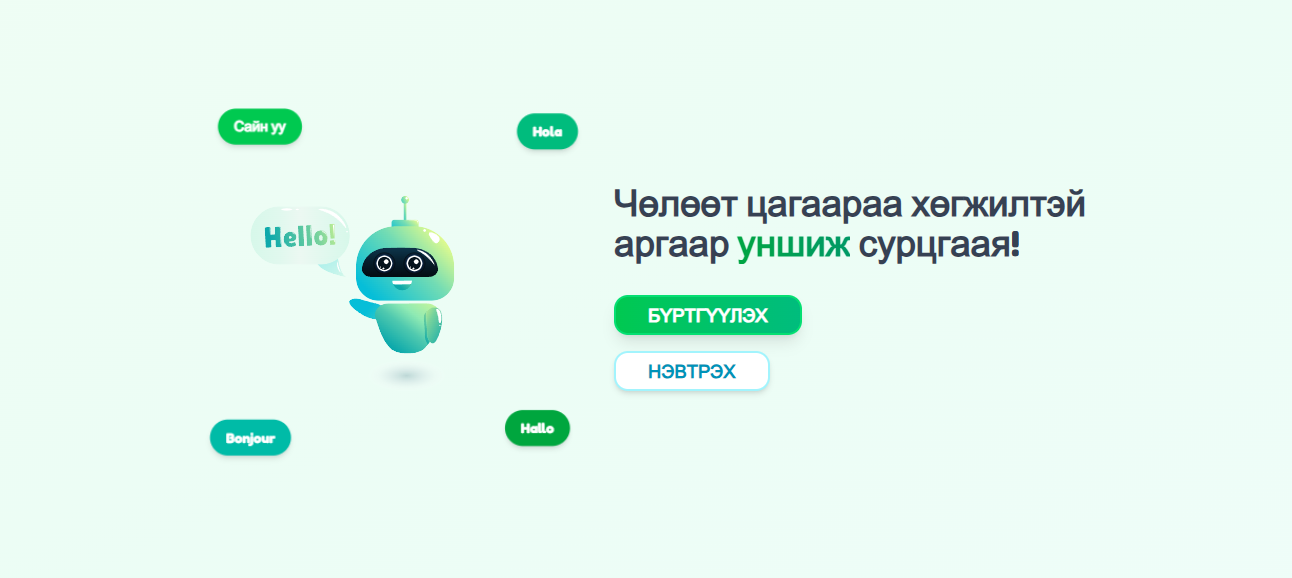 Сайн уу
Hola
Hello!
Чөлөөт цагаараа хөгжилтэй
аргаар уншиж сурцгаая!
БҮРТГҮҮЛЭХ
НЭВТРЭХ
Bonjour
Hallo